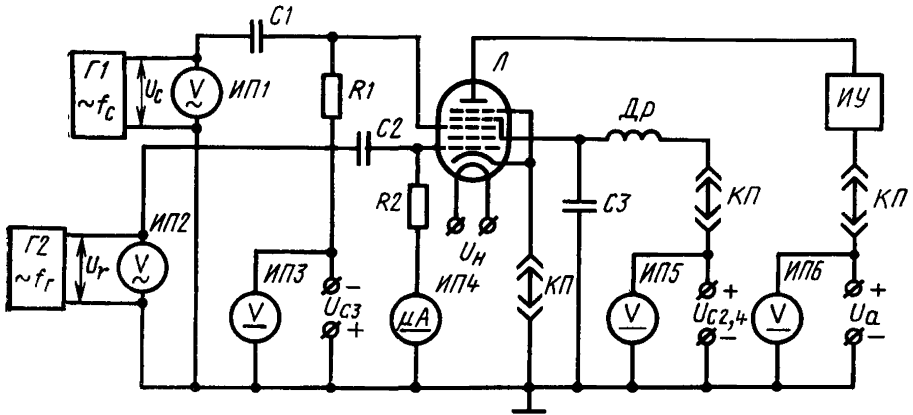 C1
Г1
~fc
Uc
V
~
ИП1
R1
Л
ИУ
C2
Др
Г2
~fг
Uг
V
~
ИП2
R2
Uн
C3
КП
КП
КП
ИП3
V
–
Uc3
+
ИП4
μA
ИП5
V
+
Uc2,4
–
ИП6
V
+
Ua
–